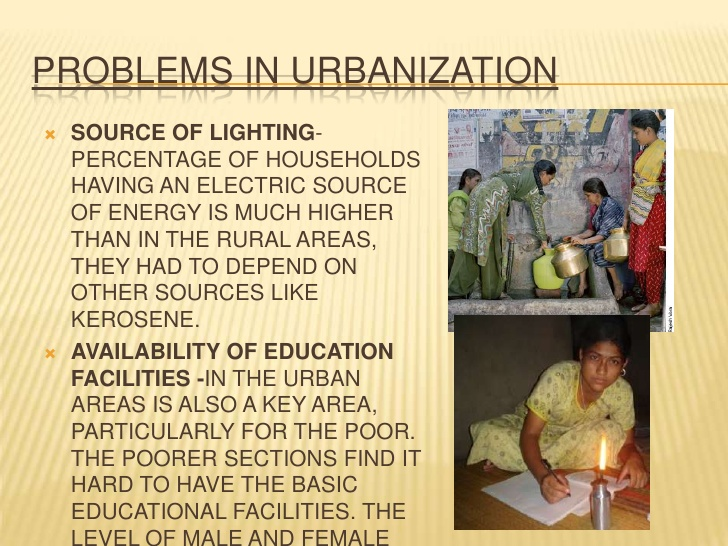 PROBLEMS IN URBANIZATION
SOURCE OF LIGHTING-
PERCENTAGE OF HOUSEHOLDS
HAVING AN ELECTRIC SOURCE
OF ENERGY IS MUCH HIGHER
THAN IN THE RURAL AREAS,
THEY HAD TO DEPEND ON
OTHER SOURCES LIKE
KEROSENE.
AVAILABILITY OF EDUCATION
FACILITIES -IN THE URBAN
AREAS IS ALSO A KEY AREA,
PARTICULARLY FOR THE POOR.
THE POORER SECTIONS FIND IT
HARD TO HAVE THE BASIC
EDUCATIONAL FACILITIES. THE
LEVEL OF MALE AND FEMALE